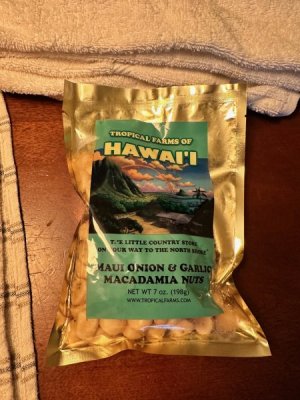 TROPICAL FARMS OF
HAWAI'I
THE LITTLE COUNTRY STORE
ON YOUR WAY TO THE NORTH SHORE
MAUI ONION & GARLIC
MACADAMIA NUTS
NET WT 7 oz. (198g)
WWW.TROPICALFARMS.COM